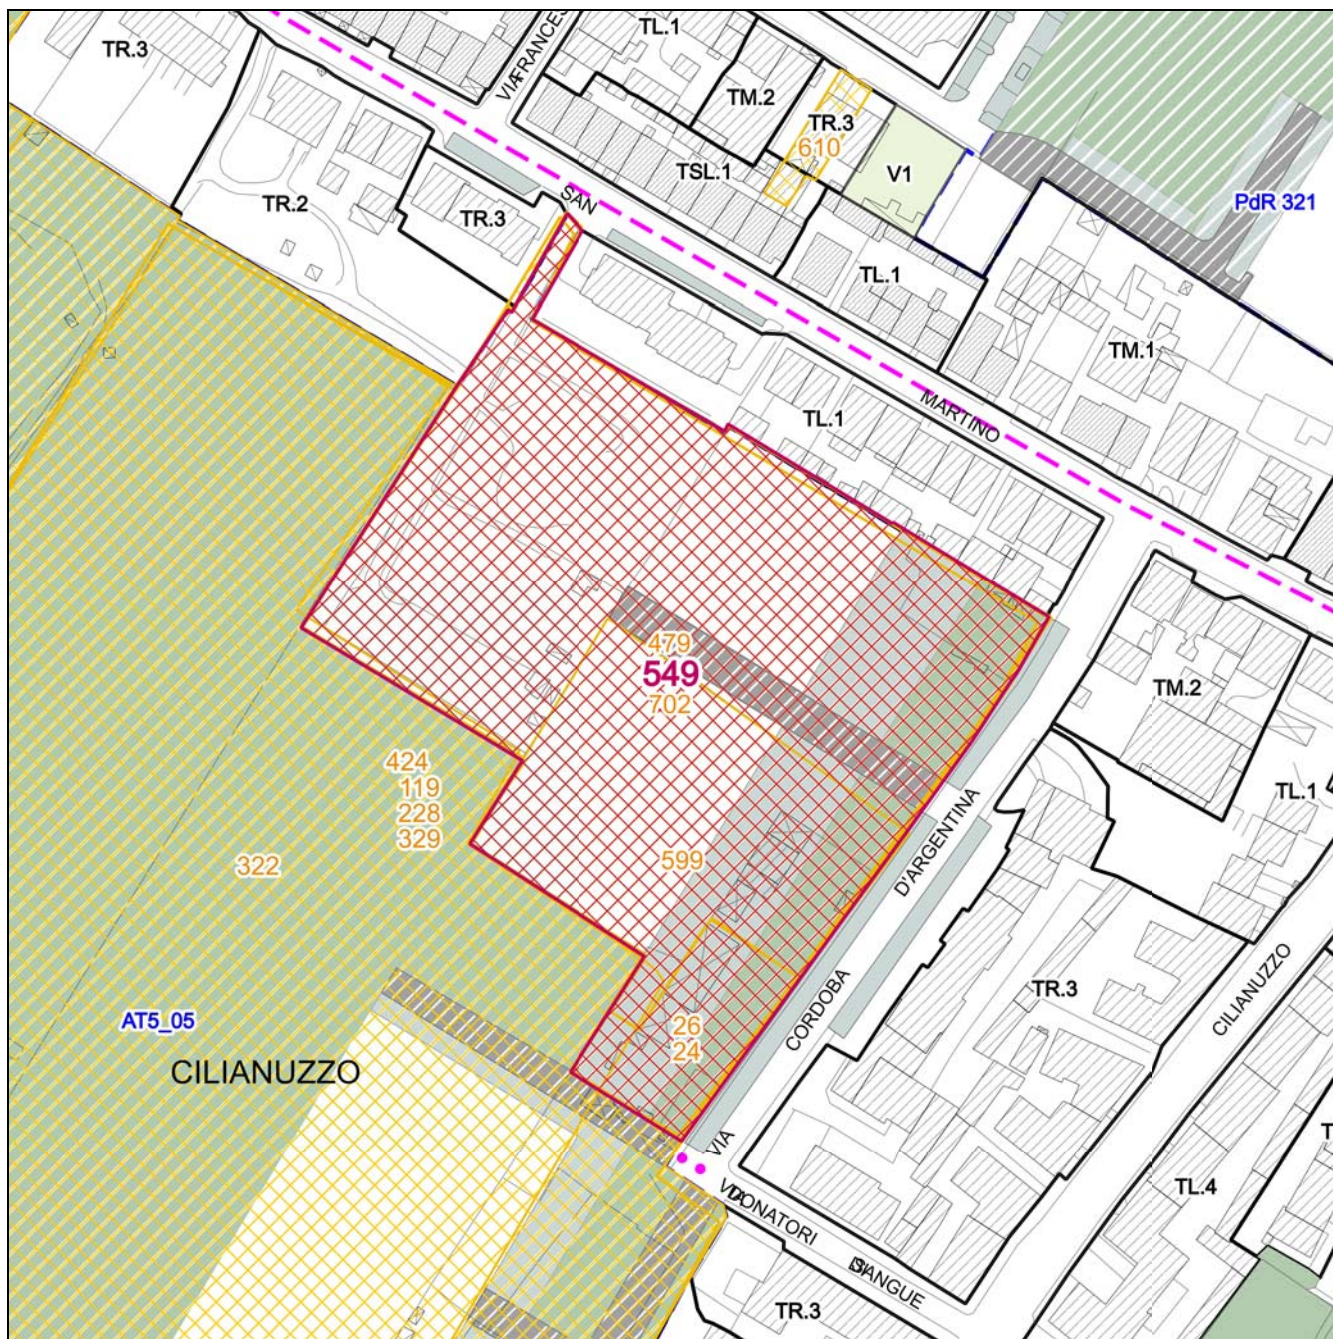 TR.3
TL.1
VIA FRANCES
TM.2
TR.3
610
V1
TSL.1
SAN
TR.2
TR.3
PdR 321
TL.1
TM.1
MARTINO
TL.1
479
549
702
TM.2
TL.1
424
119
228
329
322
599
D'ARGENTINA
CORDOBA
VIA
TR.3
CILIANUZZO
AT5_05
CILIANUZZO
26
24
VIA DONATORI
DI SANGUE
TL.4
T
TR.3